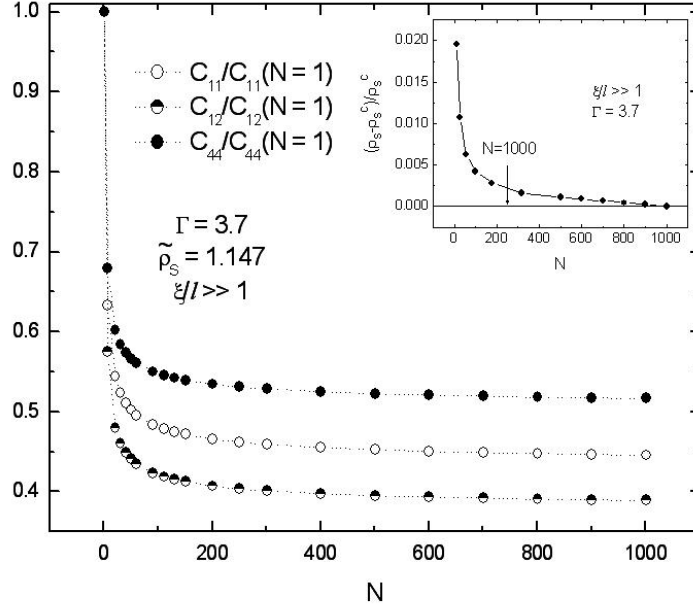 1.0
0.9
0.8
0.7
0.6
0.5
0.4
C₁₁/C₁₁(N = 1)
C₁₂/C₁₂(N = 1)
C₄₄/C₄₄(N = 1)
Γ = 3.7
ρ̃ₛ = 1.147
ξ/l >> 1
0 200 400 600 800 1000
N
0.020
0.015
0.010
0.005
0.000
(ρₛ-ρₛᶜ)/ρₛᶜ
ξ/l >> 1
Γ = 3.7
N=1000
0 200 400 600 800 1000
N